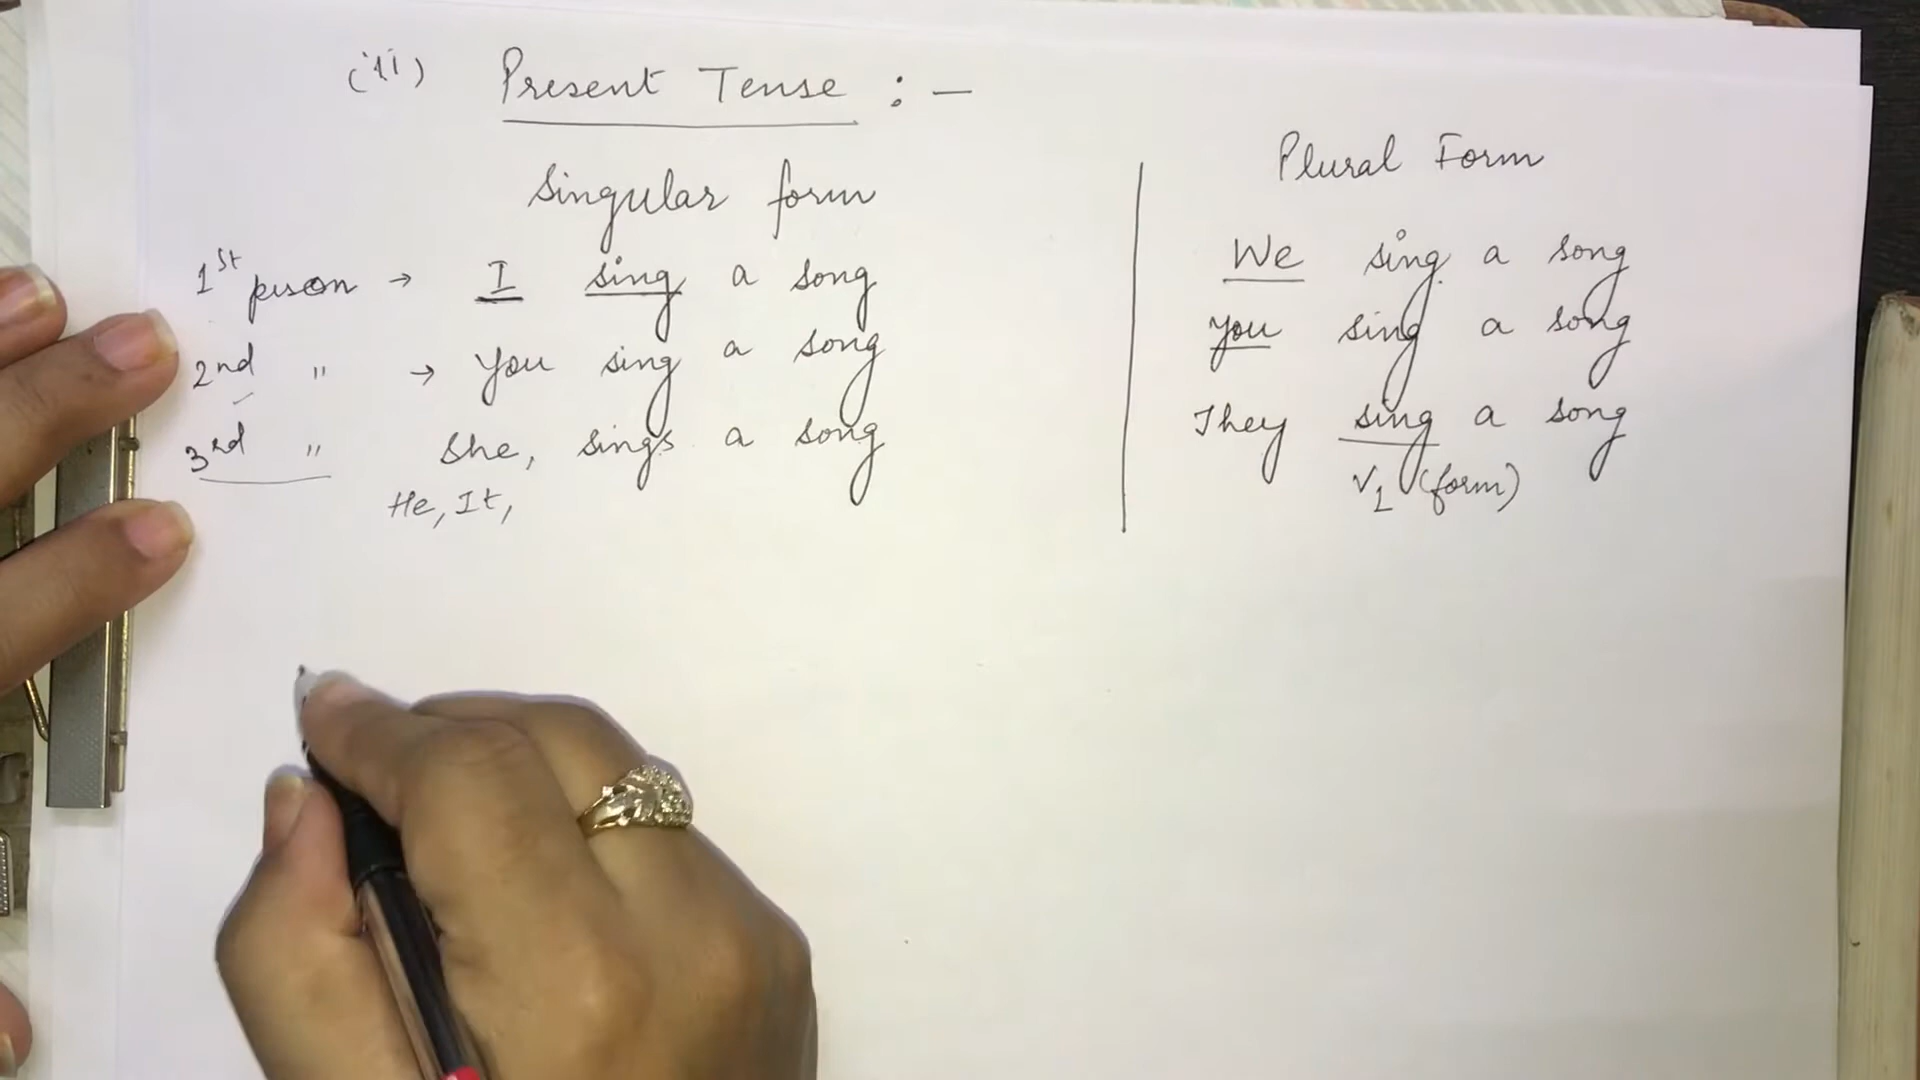 (ii) Present Tense : —
Singular form
1st person → I sing a song
2nd " → You sing a song
3rd " She, sings a song
He, It,
Plural Form
We sing a song
you sing a song
They sing a song
V1 (form)